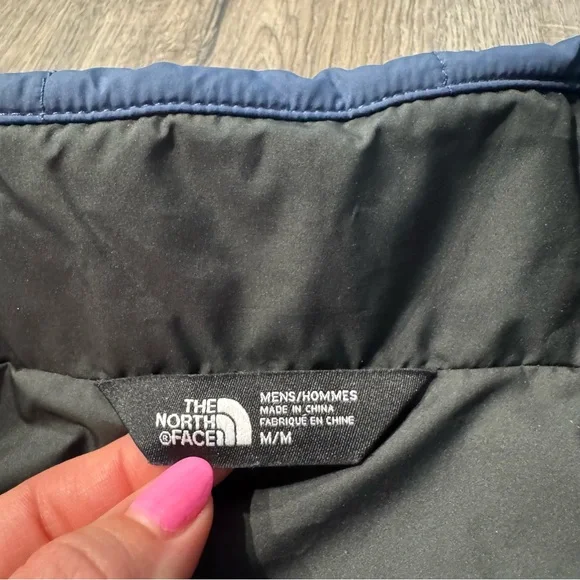 THE
NORTH
®FACE
MENS/HOMMES
MADE IN CHINA
FABRIQUÉ EN CHINE
M/M